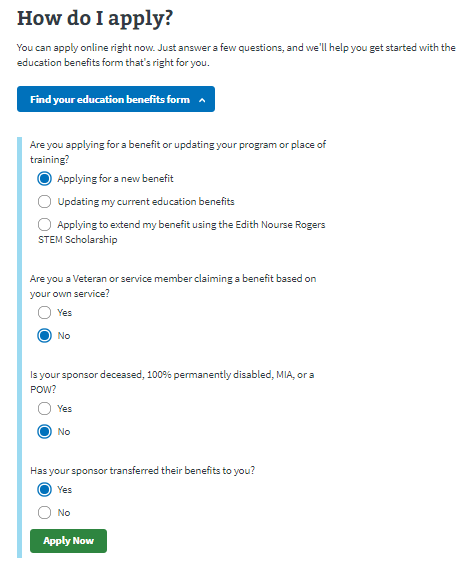 How do I apply?
You can apply online right now. Just answer a few questions, and we'll help you get started with the
education benefits form that's right for you.
Find your education benefits form
Are you applying for a benefit or updating your program or place of
training?
Applying for a new benefit
Updating my current education benefits
Applying to extend my benefit using the Edith Nourse Rogers
STEM Scholarship
Are you a Veteran or service member claiming a benefit based on
your own service?
Yes
No
Is your sponsor deceased, 100% permanently disabled, MIA, or a
POW?
Yes
No
Has your sponsor transferred their benefits to you?
Yes
No
Apply Now